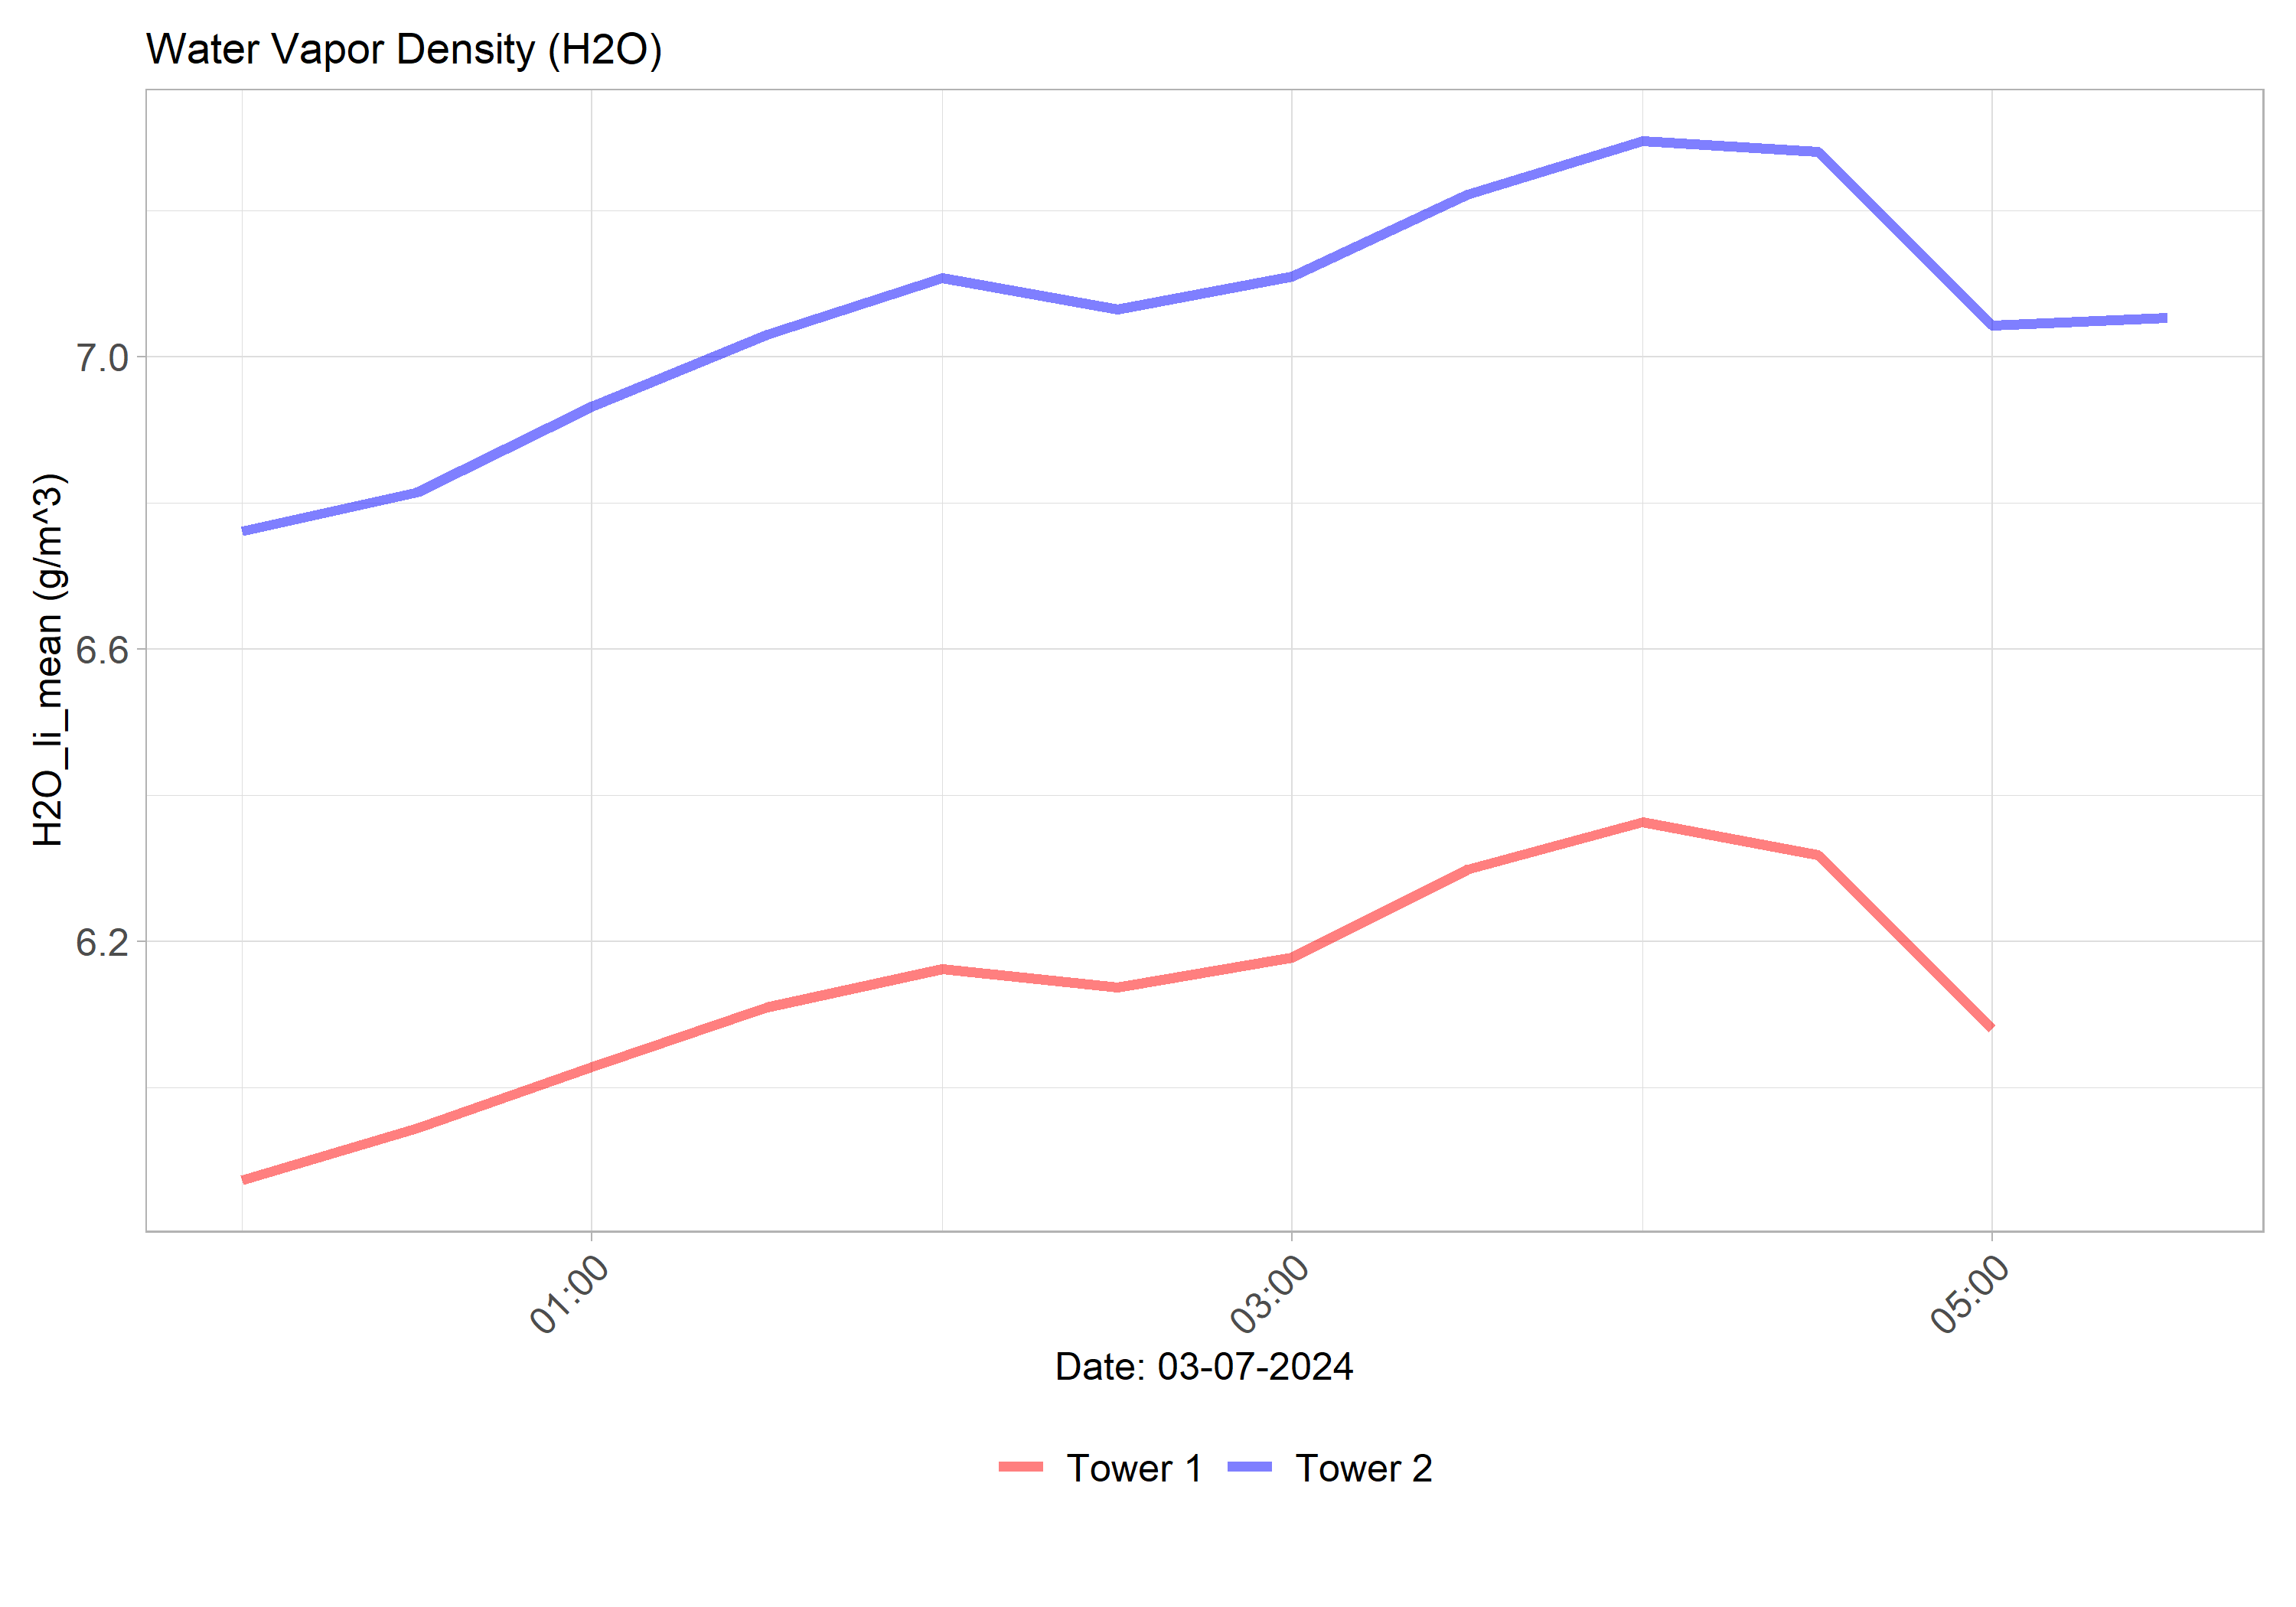 Water Vapor Density (H2O)
H2O_li_mean (g/m^3)
7.0
6.6
6.2
01:00
03:00
05:00
Date: 03-07-2024
Tower 1
Tower 2